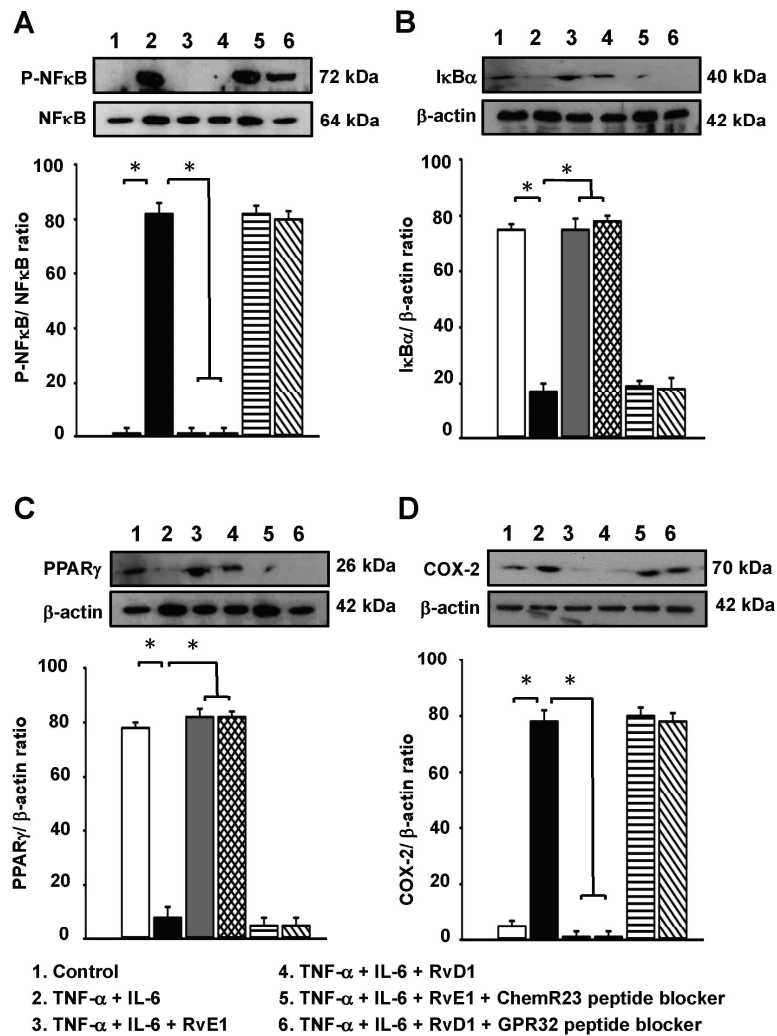 A
1 2 3 4 5 6
P-NFκB 72 kDa
NFκB 64 kDa
* *
P-NFκB/ NFκB ratio
100
80
60
40
20
0
B
1 2 3 4 5 6
IκBα 40 kDa
β-actin 42 kDa
* *
IκBα/ β-actin ratio
100
80
60
40
20
0
C
1 2 3 4 5 6
PPARγ 26 kDa
β-actin 42 kDa
* *
PPARγ/ β-actin ratio
100
80
60
40
20
0
D
1 2 3 4 5 6
COX-2 70 kDa
β-actin 42 kDa
* *
COX-2/ β-actin ratio
100
80
60
40
20
0
1. Control
2. TNF-α + IL-6
3. TNF-α + IL-6 + RvE1
4. TNF-α + IL-6 + RvD1
5. TNF-α + IL-6 + RvE1 + ChemR23 peptide blocker
6. TNF-α + IL-6 + RvD1 + GPR32 peptide blocker